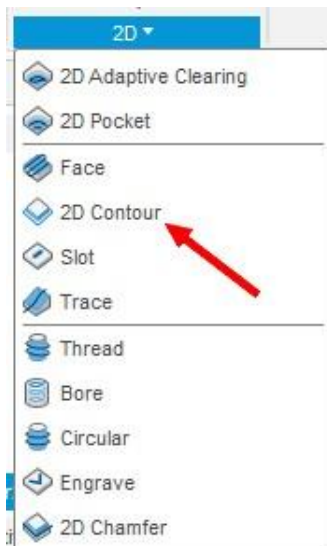 2D
2D Adaptive Clearing
2D Pocket
Face
2D Contour
Slot
Trace
Thread
Bore
Circular
Engrave
2D Chamfer